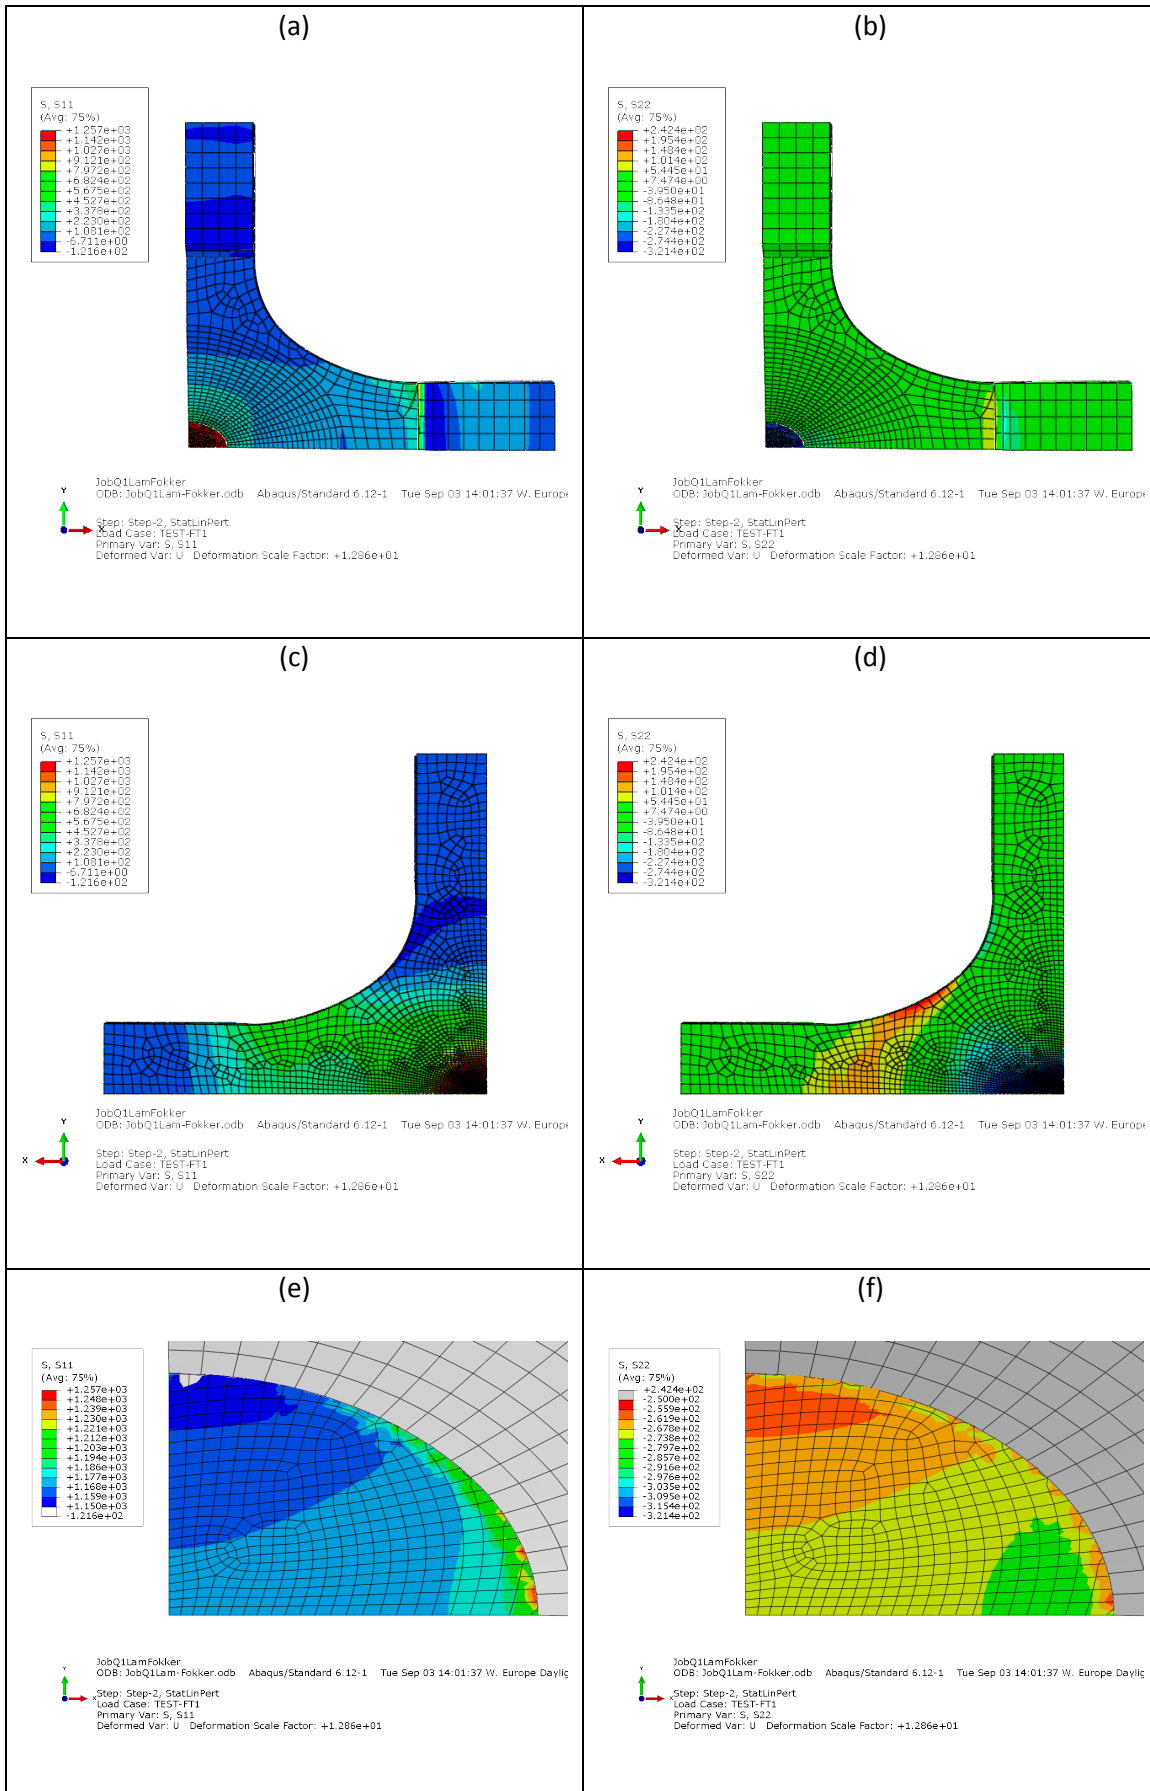 (a)
S, S11
(Avg: 75%)
+1.257e+03
+1.142e+03
+1.027e+03
+9.121e+02
+7.972e+02
+6.824e+02
+5.675e+02
+4.527e+02
+3.378e+02
+2.230e+02
+1.081e+02
-6.711e+00
-1.216e+02
JobQ1LamFokker
ODB: JobQ1Lam-Fokker.odb Abaqus/Standard 6.12-1 Tue Sep 03 14:01:37 W. Europe
Y
X
Step: Step-2, StatLinPert
Load Case: TEST-FT1
Primary Var: S, S11
Deformed Var: U Deformation Scale Factor: +1.286e+01
(b)
S, S22
(Avg: 75%)
+2.424e+02
+1.954e+02
+1.484e+02
+1.014e+02
+5.445e+01
+7.474e+00
-3.950e+01
-8.648e+01
-1.335e+02
-1.804e+02
-2.274e+02
-2.744e+02
-3.214e+02
JobQ1LamFokker
ODB: JobQ1Lam-Fokker.odb Abaqus/Standard 6.12-1 Tue Sep 03 14:01:37 W. Europe
Y
X
Step: Step-2, StatLinPert
Load Case: TEST-FT1
Primary Var: S, S22
Deformed Var: U Deformation Scale Factor: +1.286e+01
(c)
S, S11
(Avg: 75%)
+1.257e+03
+1.142e+03
+1.027e+03
+9.121e+02
+7.972e+02
+6.824e+02
+5.675e+02
+4.527e+02
+3.378e+02
+2.230e+02
+1.081e+02
-6.711e+00
-1.216e+02
JobQ1LamFokker
ODB: JobQ1Lam-Fokker.odb Abaqus/Standard 6.12-1 Tue Sep 03 14:01:37 W. Europe
Y
X
Step: Step-2, StatLinPert
Load Case: TEST-FT1
Primary Var: S, S11
Deformed Var: U Deformation Scale Factor: +1.286e+01
(d)
S, S22
(Avg: 75%)
+2.424e+02
+1.954e+02
+1.484e+02
+1.014e+02
+5.445e+01
+7.474e+00
-3.950e+01
-8.648e+01
-1.335e+02
-1.804e+02
-2.274e+02
-2.744e+02
-3.214e+02
JobQ1LamFokker
ODB: JobQ1Lam-Fokker.odb Abaqus/Standard 6.12-1 Tue Sep 03 14:01:37 W. Europe
Y
X
Step: Step-2, StatLinPert
Load Case: TEST-FT1
Primary Var: S, S22
Deformed Var: U Deformation Scale Factor: +1.286e+01
(e)
S, S11
(Avg: 75%)
+1.257e+03
+1.248e+03
+1.239e+03
+1.230e+03
+1.221e+03
+1.212e+03
+1.203e+03
+1.194e+03
+1.186e+03
+1.177e+03
+1.168e+03
+1.159e+03
+1.150e+03
-1.216e+02
JobQ1LamFokker
ODB: JobQ1Lam-Fokker.odb Abaqus/Standard 6.12-1 Tue Sep 03 14:01:37 W. Europe Daylig
Y
X
Step: Step-2, StatLinPert
Load Case: TEST-FT1
Primary Var: S, S11
Deformed Var: U Deformation Scale Factor: +1.286e+01
(f)
S, S22
(Avg: 75%)
+2.424e+02
-2.500e+02
-2.559e+02
-2.619e+02
-2.678e+02
-2.738e+02
-2.797e+02
-2.857e+02
-2.916e+02
-2.976e+02
-3.035e+02
-3.095e+02
-3.154e+02
-3.214e+02
JobQ1LamFokker
ODB: JobQ1Lam-Fokker.odb Abaqus/Standard 6.12-1 Tue Sep 03 14:01:37 W. Europe Daylig
Y
X
Step: Step-2, StatLinPert
Load Case: TEST-FT1
Primary Var: S, S22
Deformed Var: U Deformation Scale Factor: +1.286e+01